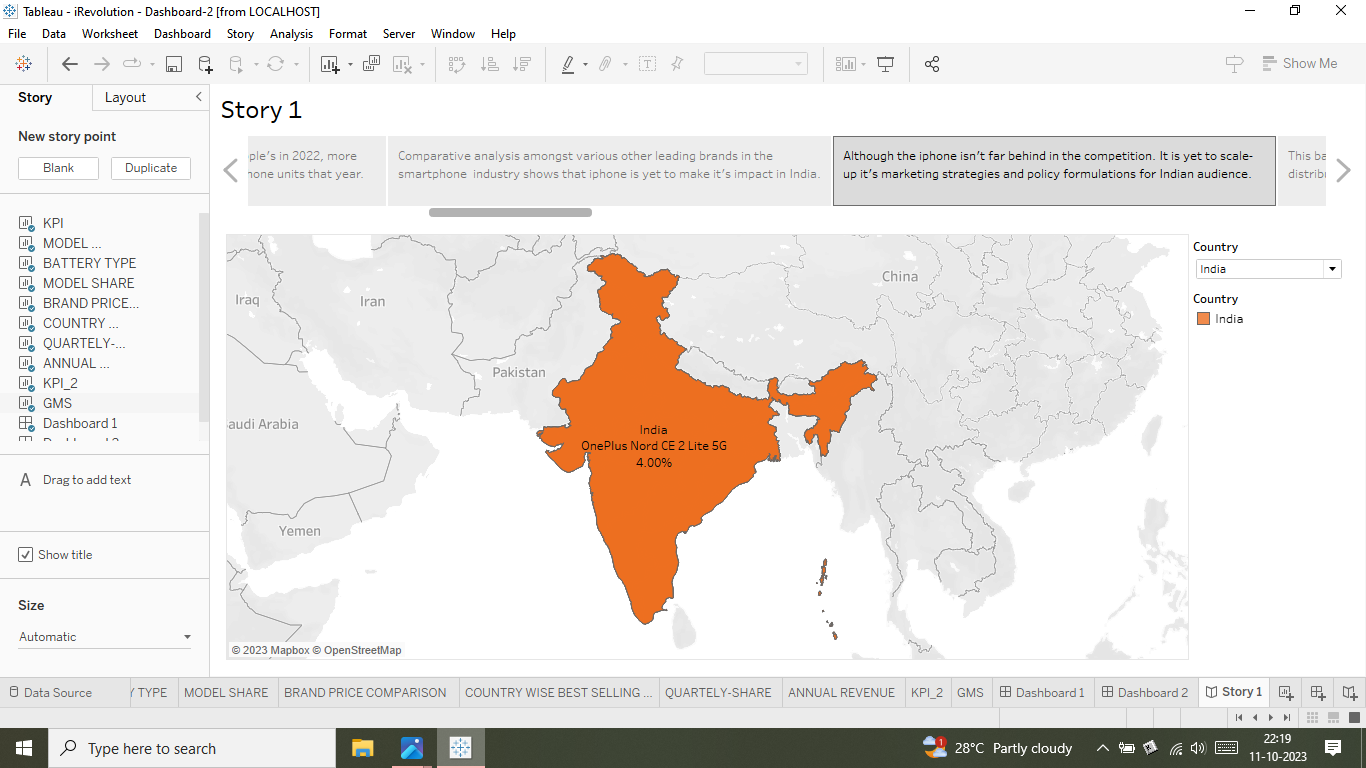 Tableau - iRevolution - Dashboard-2 [from LOCALHOST]
File Data Worksheet Dashboard Story Analysis Format Server Window Help
Show Me
Story Layout
New story point
Blank Duplicate
KPI
MODEL ...
BATTERY TYPE
MODEL SHARE
BRAND PRICE...
COUNTRY ...
QUARTELY-...
ANNUAL ...
KPI_2
GMS
Dashboard 1
A Drag to add text
Show title
Size
Automatic
Story 1
ple's in 2022, more
one units that year.
Comparative analysis amongst various other leading brands in the
smartphone industry shows that iphone is yet to make it's impact in India.
Although the iphone isn't far behind in the competition. It is yet to scale-
up it's marketing strategies and policy formulations for Indian audience.
This ba
distrib
Iraq
Iran
China
Pakistan
audi Arabia
Yemen
India
OnePlus Nord CE 2 Lite 5G
4.00%
© 2023 Mapbox © OpenStreetMap
Country
India
Country
India
Data Source TYPE MODEL SHARE BRAND PRICE COMPARISON COUNTRY WISE BEST SELLING ... QUARTELY-SHARE ANNUAL REVENUE KPI_2 GMS Dashboard 1 Dashboard 2 Story 1
Type here to search
1
28°C Partly cloudy
22:19
11-10-2023